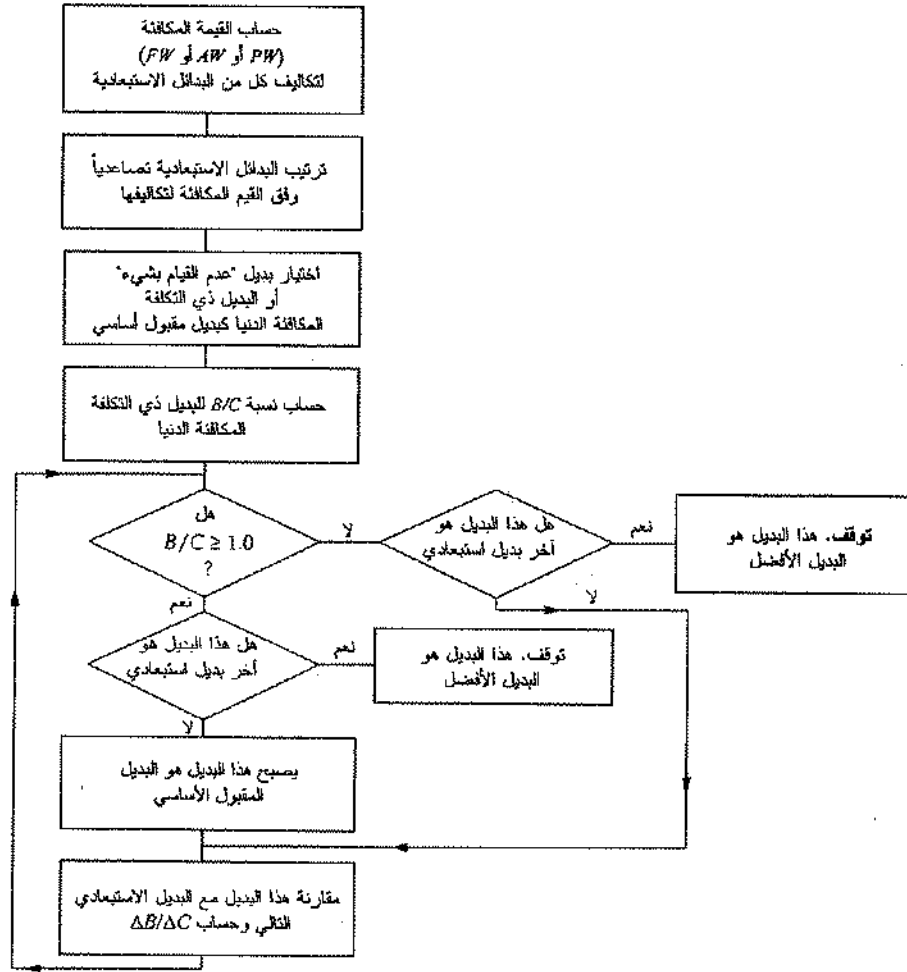 حساب القيمة المكافئة
(PW أو AW أو FW)
لتكاليف كل من البدائل الاستبعادية
ترتيب البدائل الاستبعادية تصاعدياً
وفق القيم المكافئة لتكاليفها
اختيار بديل "عدم القيام بشيء"
أو البديل ذي التكلفة
المكافئة الدنيا كبديل مقبول أساسي
حساب نسبة B/C للبديل ذي التكلفة
المكافئة الدنيا
هل
B/C ≥ 1.0
?
لا
هل هذا البديل هو
آخر بديل استبعادي
نعم
توقف. هذا البديل هو
البديل الأفضل
لا
نعم
هل هذا البديل هو
آخر بديل استبعادي
نعم
توقف. هذا البديل هو
البديل الأفضل
لا
يصبح هذا البديل هو البديل
المقبول الأساسي
مقارنة هذا البديل مع البديل الاستبعادي
التالي وحساب ΔB/ΔC